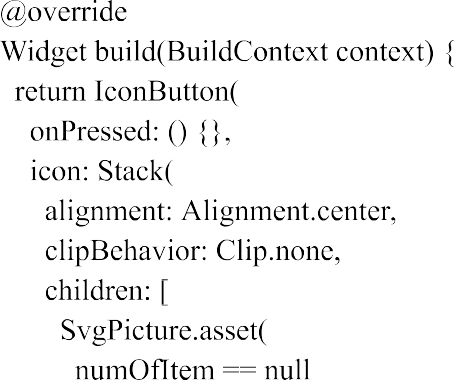 @override
Widget build(BuildContext context) {
return IconButton(
onPressed: () {},
icon: Stack(
alignment: Alignment.center,
clipBehavior: Clip.none,
children: [
SvgPicture.asset(
numOfItem == null